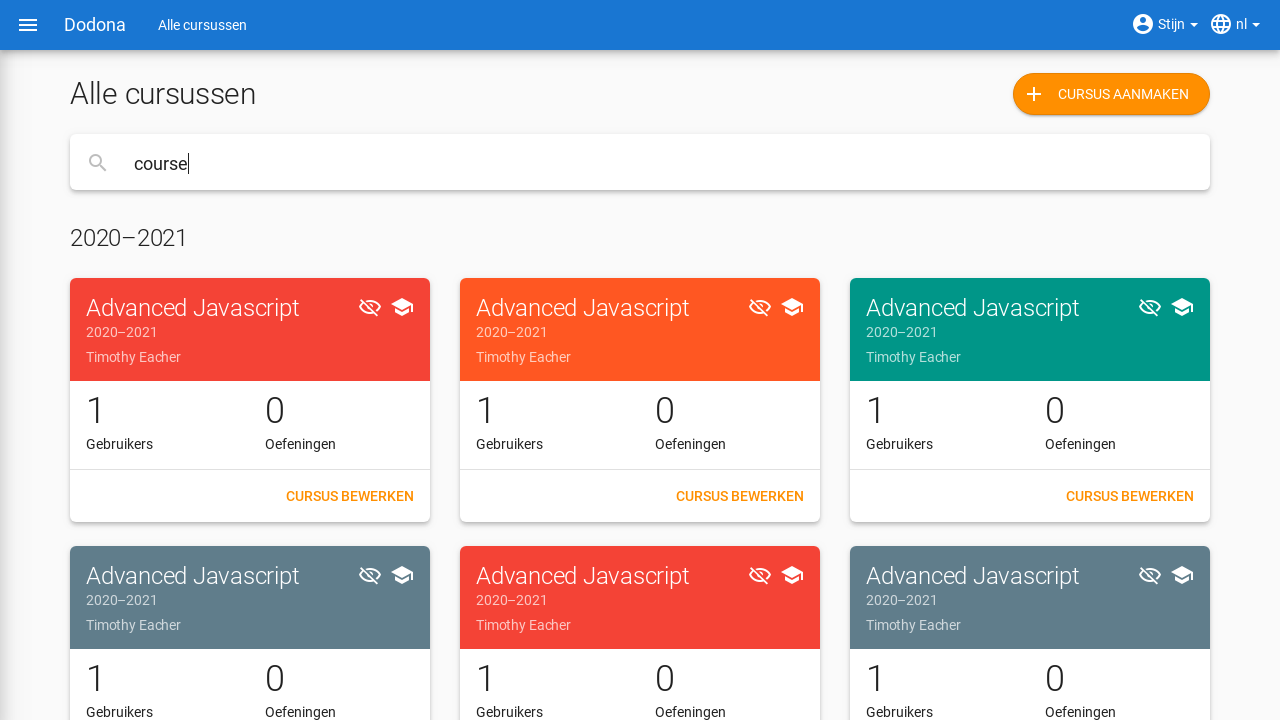 Dodona Alle cursussen Stijn nl
Alle cursussen
CURSUS AANMAKEN
course
2020–2021
Advanced Javascript Advanced Javascript Advanced Javascript
2020–2021 2020–2021 2020–2021
Timothy Eacher Timothy Eacher Timothy Eacher
1 0 1 0 1 0
Gebruikers Oefeningen Gebruikers Oefeningen Gebruikers Oefeningen
CURSUS BEWERKEN CURSUS BEWERKEN CURSUS BEWERKEN
Advanced Javascript Advanced Javascript Advanced Javascript
2020–2021 2020–2021 2020–2021
Timothy Eacher Timothy Eacher Timothy Eacher
1 0 1 0 1 0
Gebruikers Oefeningen Gebruikers Oefeningen Gebruikers Oefeningen